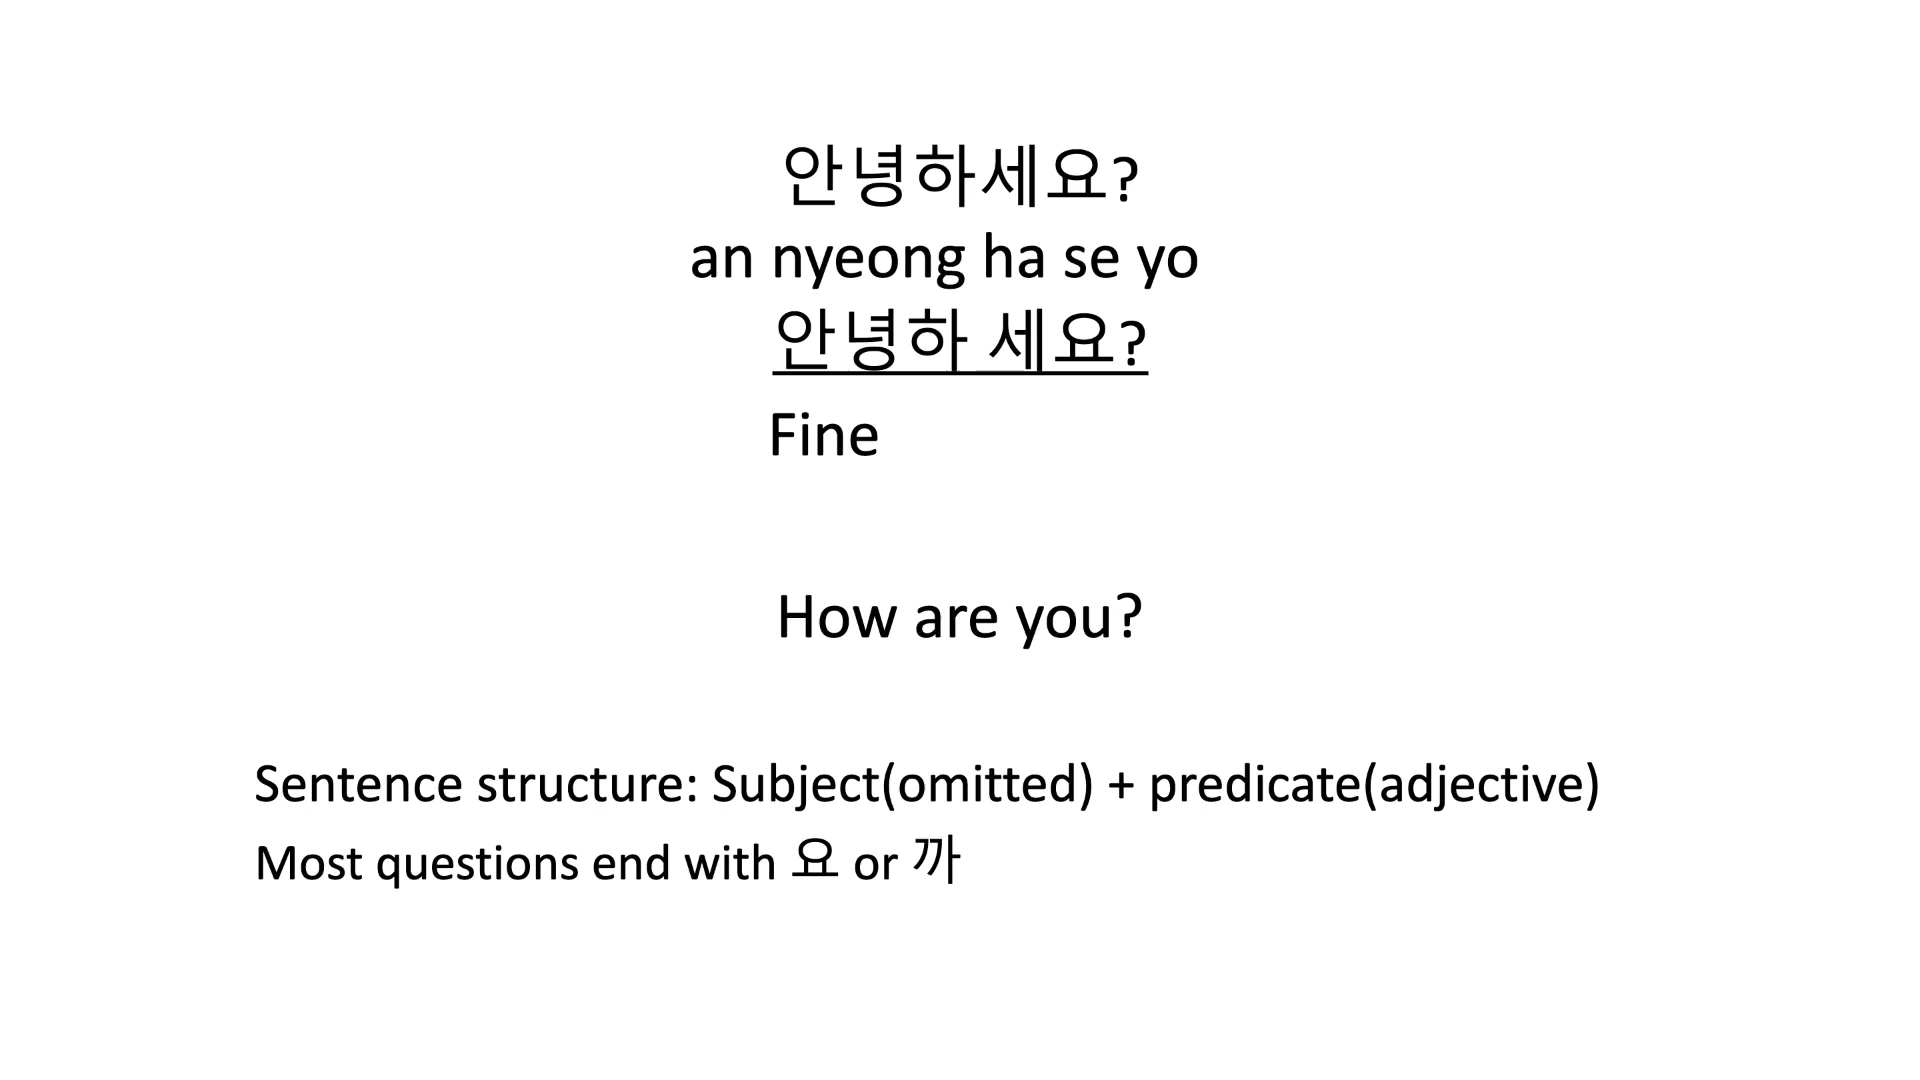 안녕하세요?
an nyeong ha se yo
안녕하 세요?
Fine
How are you?
Sentence structure: Subject(omitted) + predicate(adjective)
Most questions end with 요 or 까